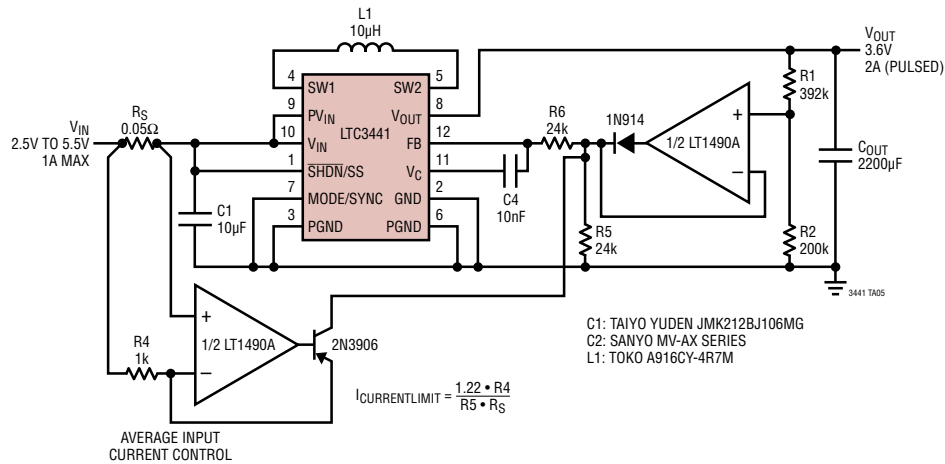 L1
10µH
VOUT
3.6V
2A (PULSED)
4
SW1
5
SW2
9
PVIN
8
VOUT
10
VIN
LTC3441
12
FB
1
SHDN/SS
11
VC
7
MODE/SYNC
2
GND
3
PGND
6
PGND
VIN
2.5V TO 5.5V
1A MAX
RS
0.05Ω
C1
10µF
R6
24k
1N914
C4
10nF
R5
24k
+
1/2 LT1490A
–
R1
392k
COUT
2200µF
R2
200k
3441 TA05
R4
1k
+
1/2 LT1490A
–
2N3906
ICURRENTLIMIT = 1.22 • R4
R5 • RS
C1: TAIYO YUDEN JMK212BJ106MG
C2: SANYO MV-AX SERIES
L1: TOKO A916CY-4R7M
AVERAGE INPUT
CURRENT CONTROL